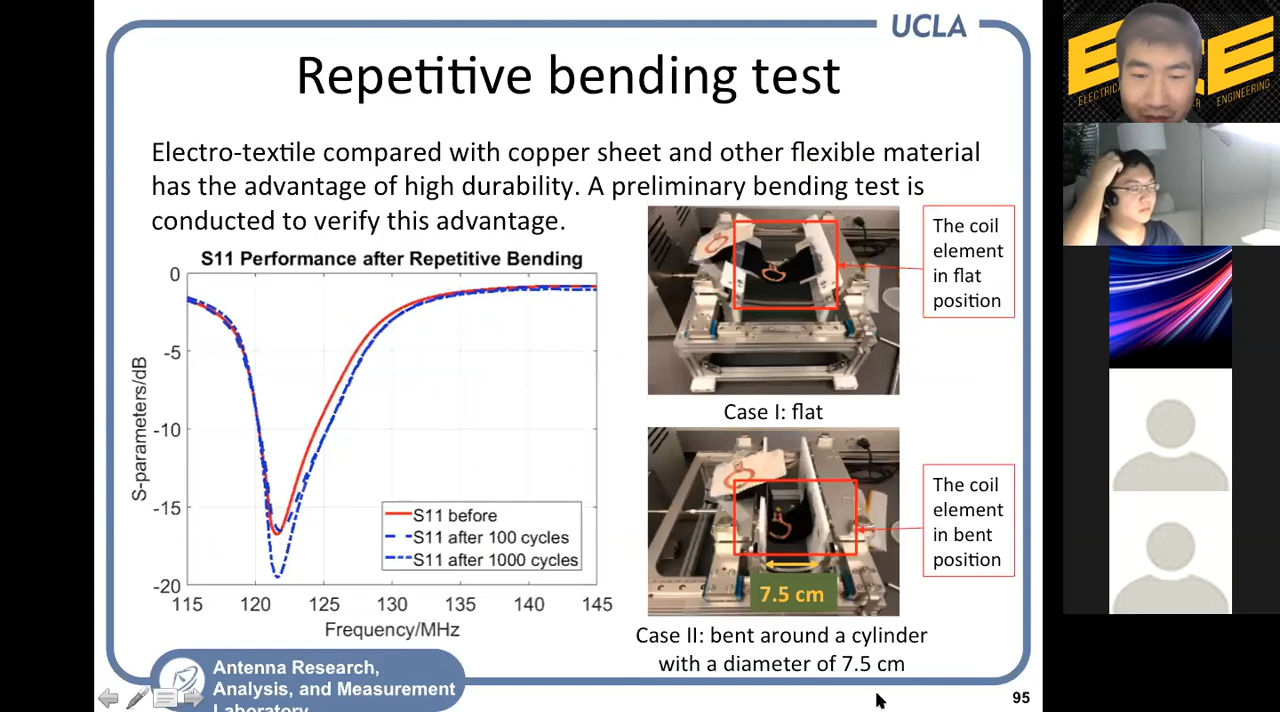 UCLA
Repetitive bending test
Electro-textile compared with copper sheet and other flexible material
has the advantage of high durability. A preliminary bending test is
conducted to verify this advantage.
S11 Performance after Repetitive Bending
S-parameters/dB
0
-5
-10
-15
-20
115 120 125 130 135 140 145
Frequency/MHz
S11 before
S11 after 100 cycles
S11 after 1000 cycles
The coil
element
in flat
position
Case I: flat
The coil
element
in bent
position
7.5 cm
Case II: bent around a cylinder
with a diameter of 7.5 cm
Antenna Research,
Analysis, and Measurement
Laboratory
95
ENGINEERING